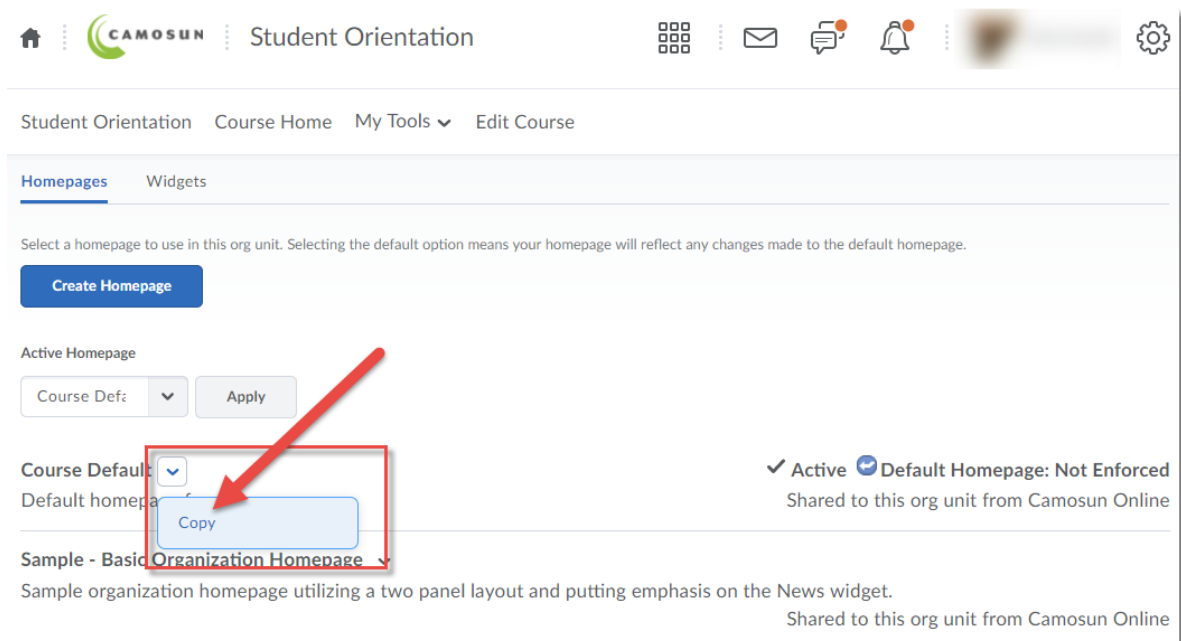 CAMOSUN Student Orientation
Student Orientation Course Home My Tools Edit Course
Homepages Widgets
Select a homepage to use in this org unit. Selecting the default option means your homepage will reflect any changes made to the default homepage.
Create Homepage
Active Homepage
Course Defa Apply
Course Default Active Default Homepage: Not Enforced
Default homepa Shared to this org unit from Camosun Online
Copy
Sample - Basic Organization Homepage
Sample organization homepage utilizing a two panel layout and putting emphasis on the News widget.
Shared to this org unit from Camosun Online